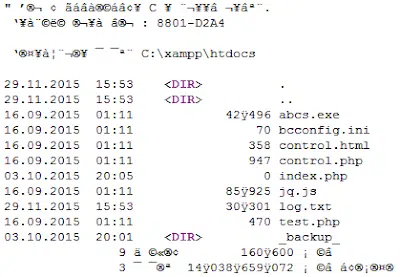 " ’®¬ ¢ ãáâà®©áâ¢¥ C ¥ ¨¬¥¥â ¬¥âª¨.
‘¥à¨©ë© ®¬¥à â®¬ : 8801-D2A4
‘®¤¥à¦¨¬®¥ ¯ ¯ª¨ C:\xampp\htdocs
29.11.2015 15:53 <DIR> .
29.11.2015 15:53 <DIR> ..
16.09.2015 01:11 42ÿ496 abcs.exe
16.09.2015 01:11 70 bcconfig.ini
16.09.2015 01:11 358 control.html
16.09.2015 01:11 947 control.php
03.10.2015 20:05 0 index.php
16.09.2015 01:11 85ÿ925 jq.js
29.11.2015 15:53 30ÿ301 log.txt
16.09.2015 01:11 470 test.php
03.10.2015 20:01 <DIR> _backup_
9 ä ©«®¢ 160ÿ600 ¡ ©â
3 ¯ ¯®ª 14ÿ038ÿ659ÿ072 ¡ ©â á¢®¡®¤®